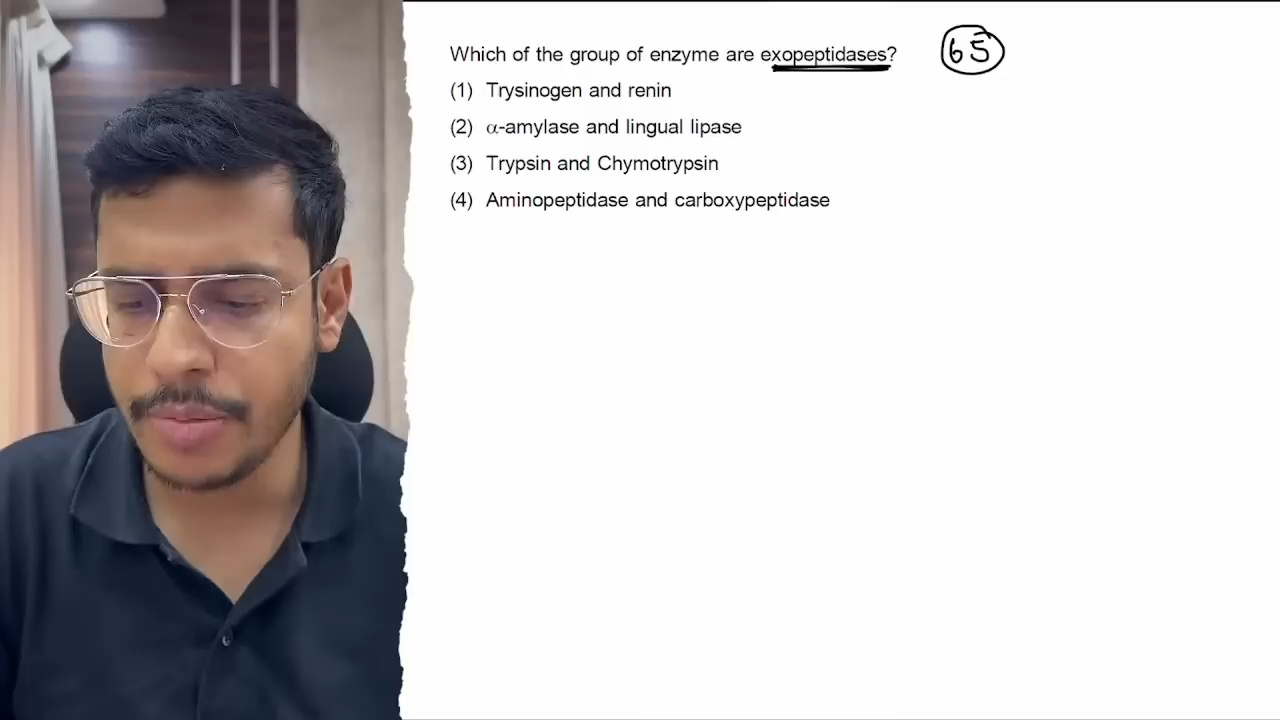 Which of the group of enzyme are exopeptidases? 65
(1) Trysinogen and renin
(2) α-amylase and lingual lipase
(3) Trypsin and Chymotrypsin
(4) Aminopeptidase and carboxypeptidase